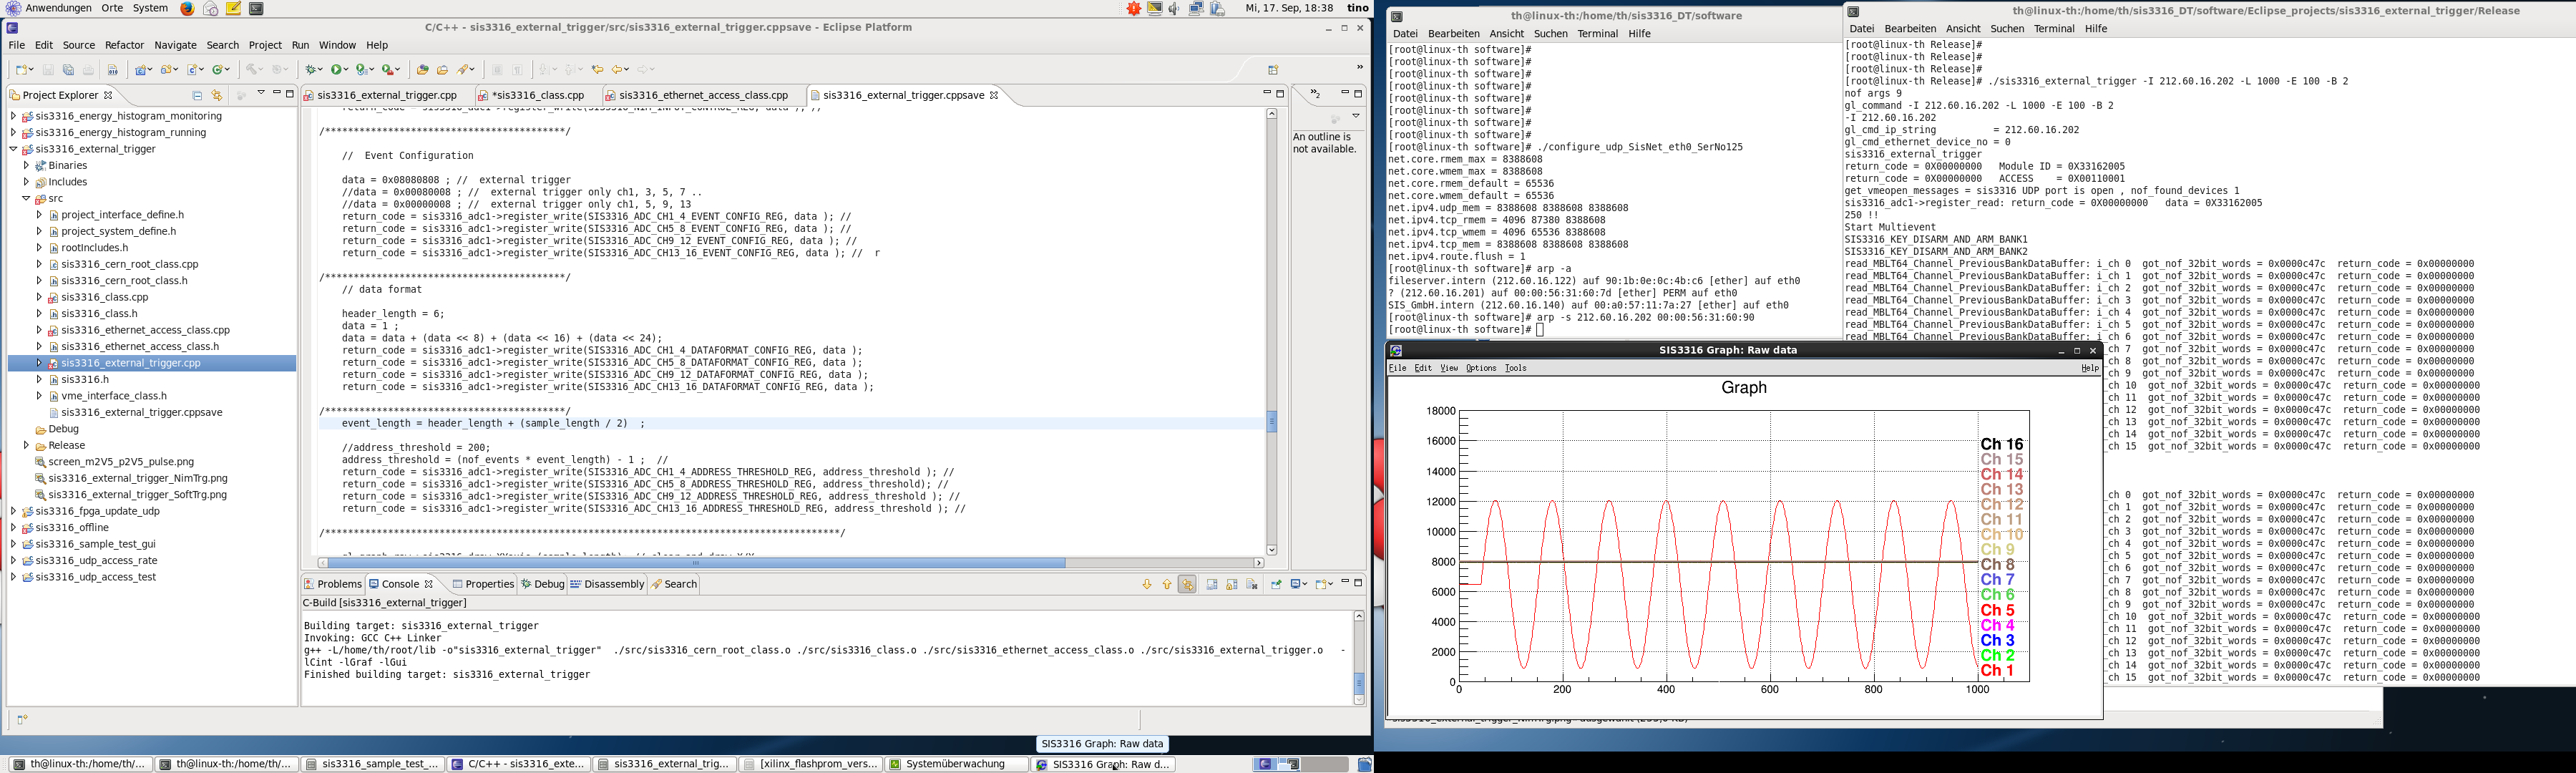 Anwendungen Orte System
Mi, 17. Sep, 18:38 tino
C/C++ - sis3316_external_trigger/src/sis3316_external_trigger.cppsave - Eclipse Platform
File Edit Source Refactor Navigate Search Project Run Window Help
Project Explorer
sis3316_energy_histogram_monitoring
sis3316_energy_histogram_running
sis3316_external_trigger
Binaries
Includes
src
project_interface_define.h
project_system_define.h
rootIncludes.h
sis3316_cern_root_class.cpp
sis3316_cern_root_class.h
sis3316_class.cpp
sis3316_class.h
sis3316_ethernet_access_class.cpp
sis3316_ethernet_access_class.h
sis3316_external_trigger.cpp
sis3316.h
vme_interface_class.h
sis3316_external_trigger.cppsave
Debug
Release
screen_m2V5_p2V5_pulse.png
sis3316_external_trigger_NimTrg.png
sis3316_external_trigger_SoftTrg.png
sis3316_fpga_update_udp
sis3316_offline
sis3316_sample_test_gui
sis3316_udp_access_rate
sis3316_udp_access_test
sis3316_external_trigger.cpp *sis3316_class.cpp sis3316_ethernet_access_class.cpp sis3316_external_trigger.cppsave
/******************************************/
// Event Configuration
data = 0x08080808 ; // external trigger
//data = 0x00080008 ; // external trigger only ch1, 3, 5, 7 ..
//data = 0x00000008 ; // external trigger only ch1, 5, 9, 13
return_code = sis3316_adc1->register_write(SIS3316_ADC_CH1_4_EVENT_CONFIG_REG, data ); //
return_code = sis3316_adc1->register_write(SIS3316_ADC_CH5_8_EVENT_CONFIG_REG, data ); //
return_code = sis3316_adc1->register_write(SIS3316_ADC_CH9_12_EVENT_CONFIG_REG, data ); //
return_code = sis3316_adc1->register_write(SIS3316_ADC_CH13_16_EVENT_CONFIG_REG, data ); // r
/******************************************/
// data format
header_length = 6;
data = 1 ;
data = data + (data << 8) + (data << 16) + (data << 24);
return_code = sis3316_adc1->register_write(SIS3316_ADC_CH1_4_DATAFORMAT_CONFIG_REG, data );
return_code = sis3316_adc1->register_write(SIS3316_ADC_CH5_8_DATAFORMAT_CONFIG_REG, data );
return_code = sis3316_adc1->register_write(SIS3316_ADC_CH9_12_DATAFORMAT_CONFIG_REG, data );
return_code = sis3316_adc1->register_write(SIS3316_ADC_CH13_16_DATAFORMAT_CONFIG_REG, data );
/******************************************/
event_length = header_length + (sample_length / 2) ;
//address_threshold = 200;
address_threshold = (nof_events * event_length) - 1 ; //
return_code = sis3316_adc1->register_write(SIS3316_ADC_CH1_4_ADDRESS_THRESHOLD_REG, address_threshold ); //
return_code = sis3316_adc1->register_write(SIS3316_ADC_CH5_8_ADDRESS_THRESHOLD_REG, address_threshold); //
return_code = sis3316_adc1->register_write(SIS3316_ADC_CH9_12_ADDRESS_THRESHOLD_REG, address_threshold ); //
return_code = sis3316_adc1->register_write(SIS3316_ADC_CH13_16_ADDRESS_THRESHOLD_REG, address_threshold ); //
An outline is
not available.
Problems Console Properties Debug Disassembly Search
C-Build [sis3316_external_trigger]
Building target: sis3316_external_trigger
Invoking: GCC C++ Linker
g++ -L/home/th/root/lib -o"sis3316_external_trigger" ./src/sis3316_cern_root_class.o ./src/sis3316_class.o ./src/sis3316_ethernet_access_class.o ./src/sis3316_external_trigger.o -
lCint -lGraf -lGui
Finished building target: sis3316_external_trigger
SIS3316 Graph: Raw data
th@linux-th:/home/th/... th@linux-th:/home/th/... sis3316_sample_test_... C/C++ - sis3316_exte... sis3316_external_trig... [xilinx_flashprom_vers... Systemüberwachung SIS3316 Graph: Raw d...
th@linux-th:/home/th/sis3316_DT/software
Datei Bearbeiten Ansicht Suchen Terminal Hilfe
[root@linux-th software]#
[root@linux-th software]#
[root@linux-th software]#
[root@linux-th software]#
[root@linux-th software]#
[root@linux-th software]#
[root@linux-th software]#
[root@linux-th software]#
[root@linux-th software]# ./configure_udp_SisNet_eth0_SerNo125
net.core.rmem_max = 8388608
net.core.wmem_max = 8388608
net.core.rmem_default = 65536
net.core.wmem_default = 65536
net.ipv4.udp_mem = 8388608 8388608 8388608
net.ipv4.tcp_rmem = 4096 87380 8388608
net.ipv4.tcp_wmem = 4096 65536 8388608
net.ipv4.tcp_mem = 8388608 8388608 8388608
net.ipv4.route.flush = 1
[root@linux-th software]# arp -a
fileserver.intern (212.60.16.122) auf 90:1b:0e:0c:4b:c6 [ether] auf eth0
? (212.60.16.201) auf 00:00:56:31:60:7d [ether] PERM auf eth0
SIS_GmbH.intern (212.60.16.140) auf 00:a0:57:11:7a:27 [ether] auf eth0
[root@linux-th software]# arp -s 212.60.16.202 00:00:56:31:60:90
[root@linux-th software]#
th@linux-th:/home/th/sis3316_DT/software/Eclipse_projects/sis3316_external_trigger/Release
Datei Bearbeiten Ansicht Suchen Terminal Hilfe
[root@linux-th Release]#
[root@linux-th Release]#
[root@linux-th Release]#
[root@linux-th Release]# ./sis3316_external_trigger -I 212.60.16.202 -L 1000 -E 100 -B 2
nof args 9
gl_command -I 212.60.16.202 -L 1000 -E 100 -B 2
-I 212.60.16.202
gl_cmd_ip_string = 212.60.16.202
gl_cmd_ethernet_device_no = 0
sis3316_external_trigger
return_code = 0X00000000 Module ID = 0X33162005
return_code = 0X00000000 ACCESS = 0X00110001
get_vmeopen_messages = sis3316 UDP port is open , nof_found_devices 1
sis3316_adc1->register_read: return_code = 0X00000000 data = 0X33162005
250 !!
Start Multievent
SIS3316_KEY_DISARM_AND_ARM_BANK1
SIS3316_KEY_DISARM_AND_ARM_BANK2
read_MBLT64_Channel_PreviousBankDataBuffer: i_ch 0 got_nof_32bit_words = 0x0000c47c return_code = 0x00000000
read_MBLT64_Channel_PreviousBankDataBuffer: i_ch 1 got_nof_32bit_words = 0x0000c47c return_code = 0x00000000
read_MBLT64_Channel_PreviousBankDataBuffer: i_ch 2 got_nof_32bit_words = 0x0000c47c return_code = 0x00000000
read_MBLT64_Channel_PreviousBankDataBuffer: i_ch 3 got_nof_32bit_words = 0x0000c47c return_code = 0x00000000
read_MBLT64_Channel_PreviousBankDataBuffer: i_ch 4 got_nof_32bit_words = 0x0000c47c return_code = 0x00000000
read_MBLT64_Channel_PreviousBankDataBuffer: i_ch 5 got_nof_32bit_words = 0x0000c47c return_code = 0x00000000
read_MBLT64_Channel_PreviousBankDataBuffer: i_ch 6 got_nof_32bit_words = 0x0000c47c return_code = 0x00000000
_ch 7 got_nof_32bit_words = 0x0000c47c return_code = 0x00000000
_ch 8 got_nof_32bit_words = 0x0000c47c return_code = 0x00000000
_ch 9 got_nof_32bit_words = 0x0000c47c return_code = 0x00000000
_ch 10 got_nof_32bit_words = 0x0000c47c return_code = 0x00000000
_ch 11 got_nof_32bit_words = 0x0000c47c return_code = 0x00000000
_ch 12 got_nof_32bit_words = 0x0000c47c return_code = 0x00000000
_ch 13 got_nof_32bit_words = 0x0000c47c return_code = 0x00000000
_ch 14 got_nof_32bit_words = 0x0000c47c return_code = 0x00000000
_ch 15 got_nof_32bit_words = 0x0000c47c return_code = 0x00000000
_ch 0 got_nof_32bit_words = 0x0000c47c return_code = 0x00000000
_ch 1 got_nof_32bit_words = 0x0000c47c return_code = 0x00000000
_ch 2 got_nof_32bit_words = 0x0000c47c return_code = 0x00000000
_ch 3 got_nof_32bit_words = 0x0000c47c return_code = 0x00000000
_ch 4 got_nof_32bit_words = 0x0000c47c return_code = 0x00000000
_ch 5 got_nof_32bit_words = 0x0000c47c return_code = 0x00000000
_ch 6 got_nof_32bit_words = 0x0000c47c return_code = 0x00000000
_ch 7 got_nof_32bit_words = 0x0000c47c return_code = 0x00000000
_ch 8 got_nof_32bit_words = 0x0000c47c return_code = 0x00000000
_ch 9 got_nof_32bit_words = 0x0000c47c return_code = 0x00000000
_ch 10 got_nof_32bit_words = 0x0000c47c return_code = 0x00000000
_ch 11 got_nof_32bit_words = 0x0000c47c return_code = 0x00000000
_ch 12 got_nof_32bit_words = 0x0000c47c return_code = 0x00000000
_ch 13 got_nof_32bit_words = 0x0000c47c return_code = 0x00000000
_ch 14 got_nof_32bit_words = 0x0000c47c return_code = 0x00000000
_ch 15 got_nof_32bit_words = 0x0000c47c return_code = 0x00000000
SIS3316 Graph: Raw data
File Edit View Options Tools Help
Graph
18000
16000
14000
12000
10000
8000
6000
4000
2000
0
0 200 400 600 800 1000
Ch 16
Ch 15
Ch 14
Ch 13
Ch 12
Ch 11
Ch 10
Ch 9
Ch 8
Ch 7
Ch 6
Ch 5
Ch 4
Ch 3
Ch 2
Ch 1